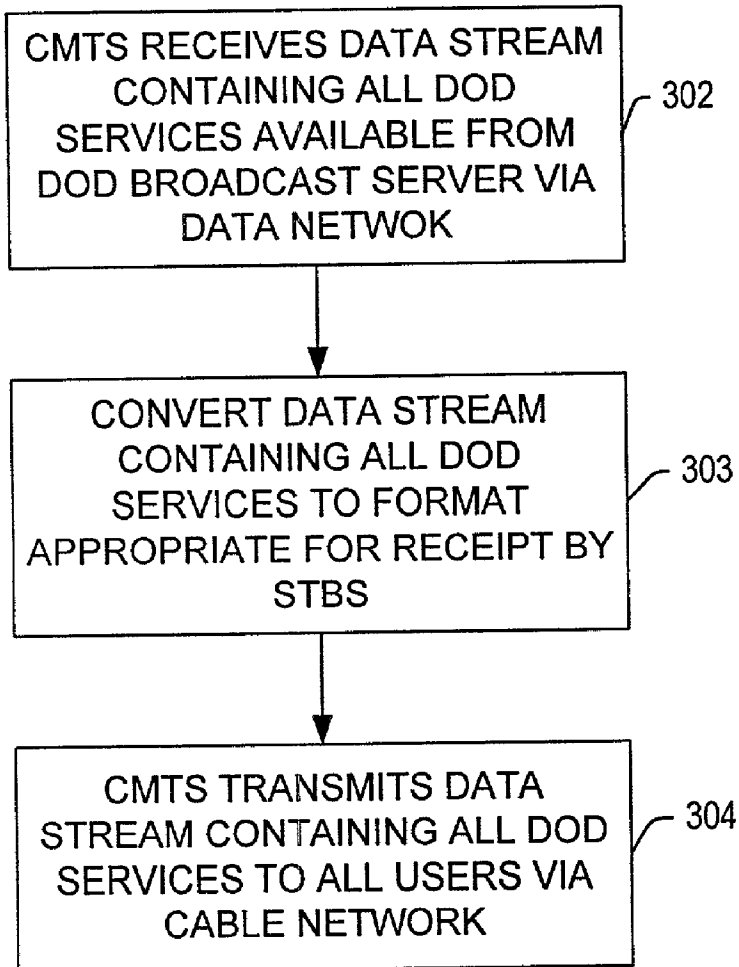 CMTS RECEIVES DATA STREAM
CONTAINING ALL DOD
SERVICES AVAILABLE FROM
DOD BROADCAST SERVER VIA
DATA NETWOK
302
CONVERT DATA STREAM
CONTAINING ALL DOD
SERVICES TO FORMAT
APPROPRIATE FOR RECEIPT BY
STBS
303
CMTS TRANSMITS DATA
STREAM CONTAINING ALL DOD
SERVICES TO ALL USERS VIA
CABLE NETWORK
304